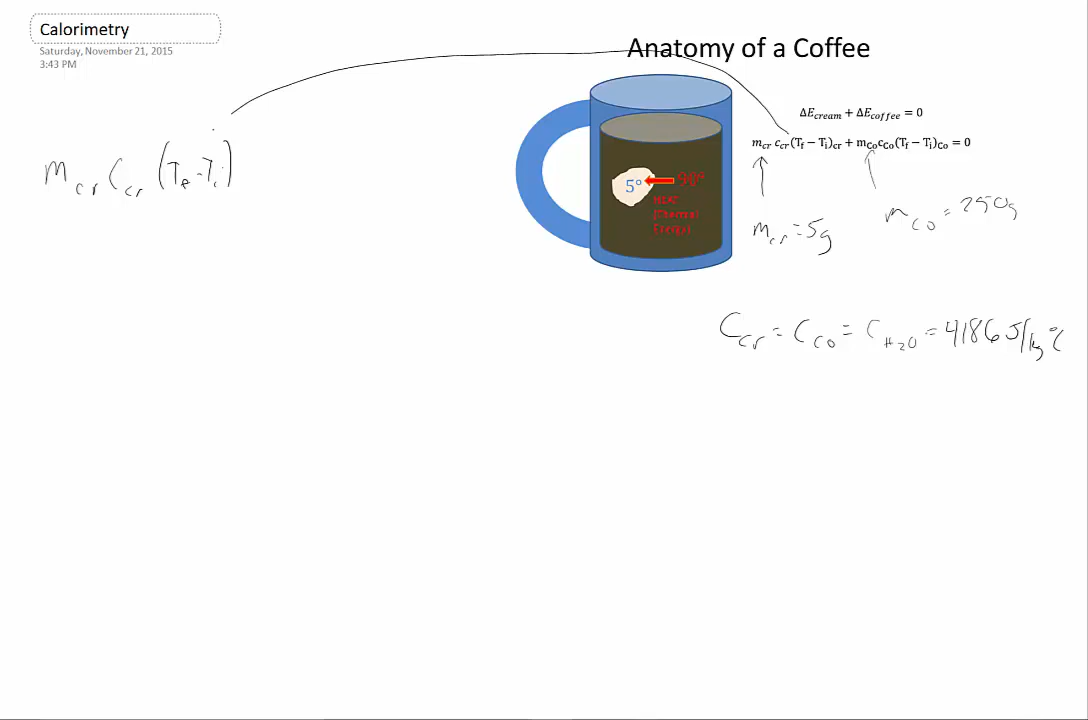 Calorimetry
Saturday, November 21, 2015
3:43 PM
Anatomy of a Coffee
ΔE_cream + ΔE_coffee = 0
m_cr c_cr(T_f − T_i)_cr + m_Co c_Co(T_f − T_i)_Co = 0
m_cr C_cr (T_f - T_i)
5° 90°
m_cr = 5g
m_co = 250g
C_cr = C_co = C_H2O = 4186 J/kg°C